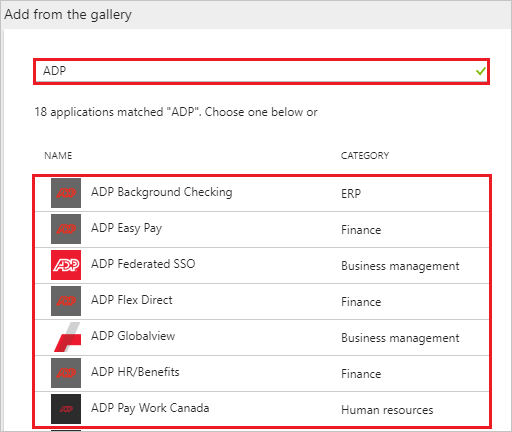 Add from the gallery
ADP
18 applications matched "ADP". Choose one below or
NAME CATEGORY
ADP Background Checking ERP
ADP Easy Pay Finance
ADP ADP Federated SSO Business management
ADP Flex Direct Finance
ADP Globalview Business management
ADP HR/Benefits Finance
ADP Pay Work Canada Human resources